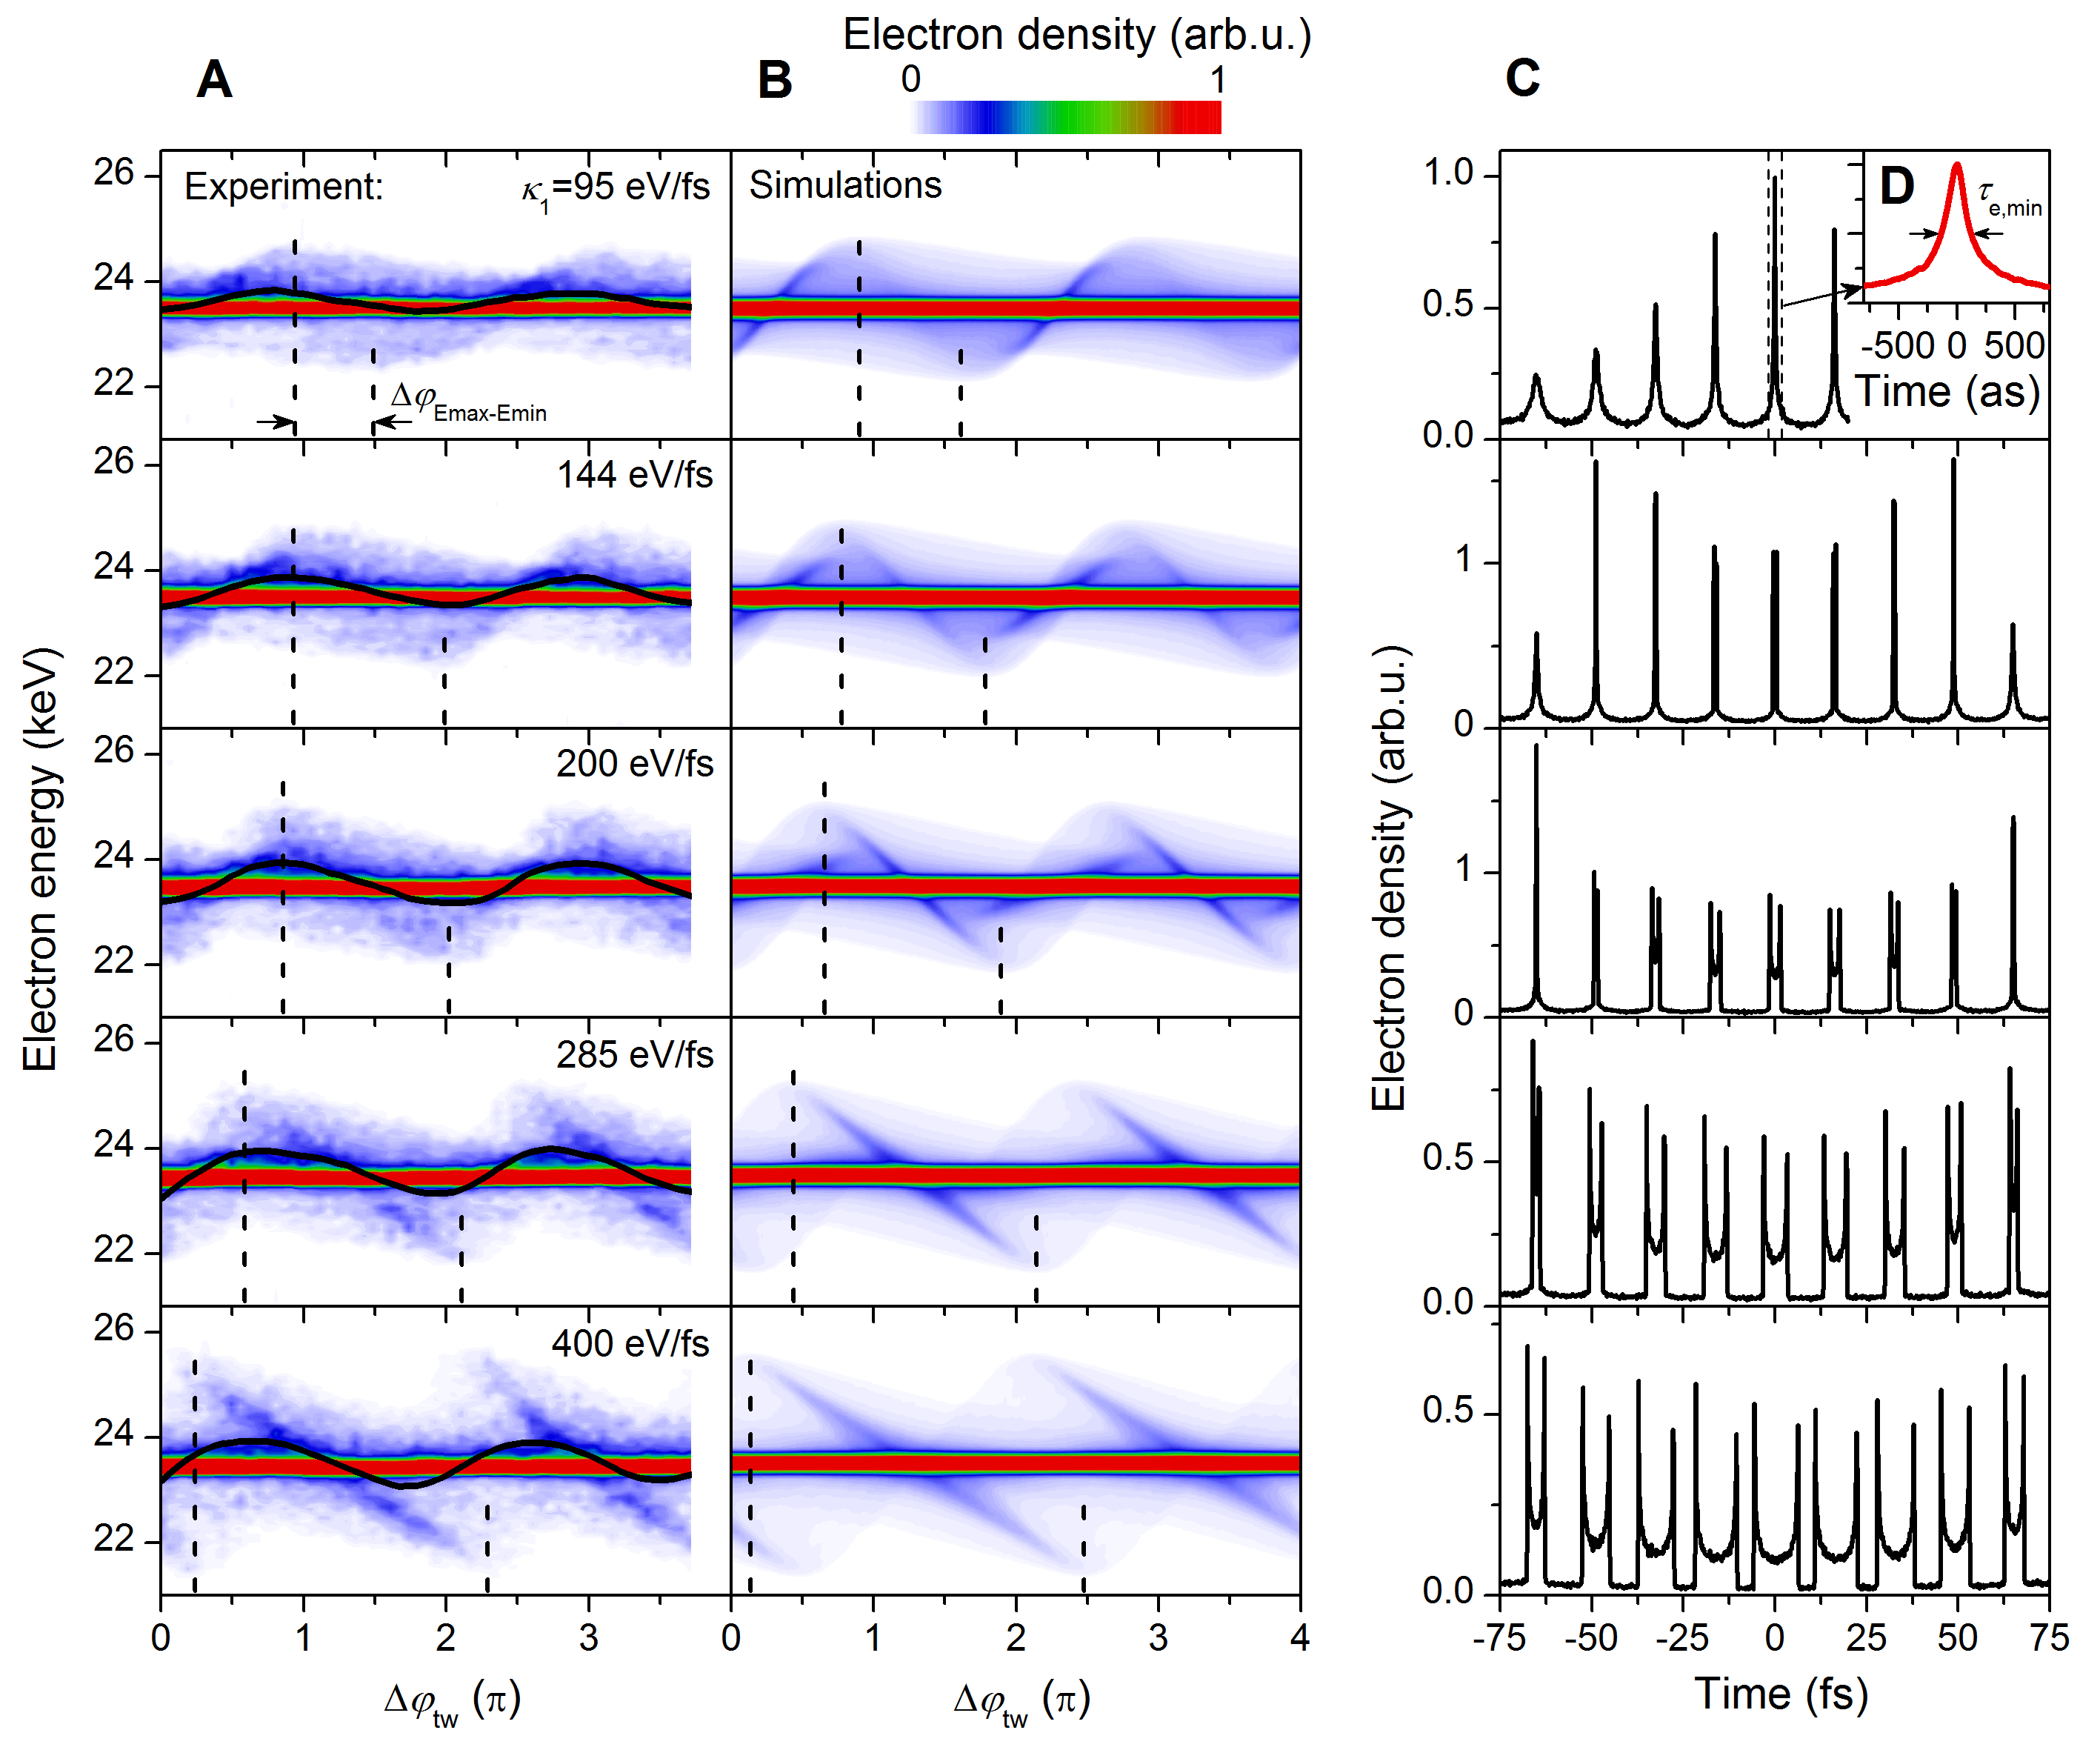 Electron density (arb.u.)
A
B
0
1
C
Experiment:
κ1=95 eV/fs
Simulations
D
τe,min
-500 0 500
Time (as)
ΔφEmax-Emin
26
24
22
1.0
0.5
0.0
144 eV/fs
26
24
22
1
0
200 eV/fs
26
24
22
1
0
285 eV/fs
26
24
22
0.5
0.0
400 eV/fs
26
24
22
0.5
0.0
Electron energy (keV)
Electron density (arb.u.)
0 1 2 3
0 1 2 3 4
-75 -50 -25 0 25 50 75
Δφtw (π)
Δφtw (π)
Time (fs)